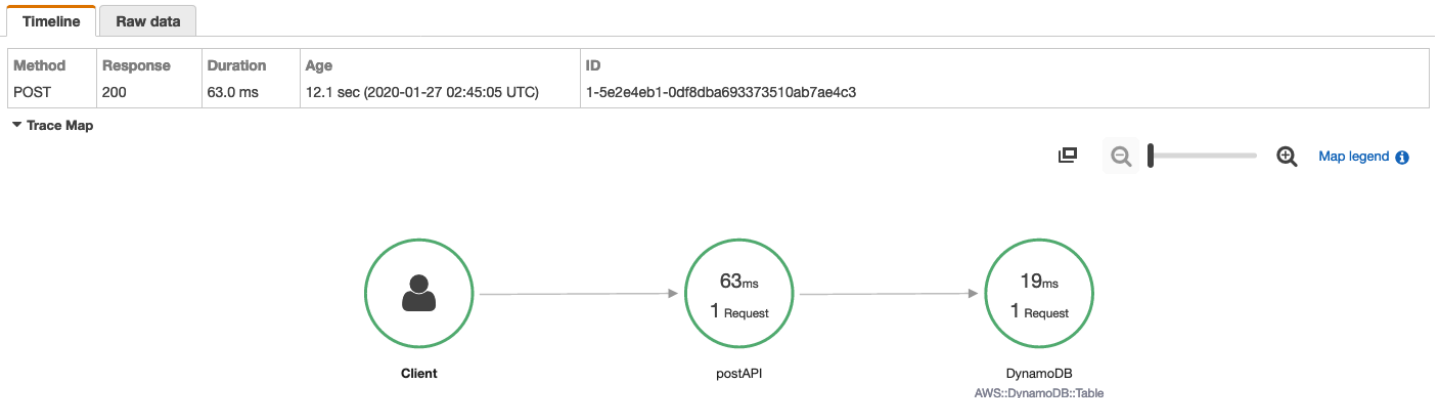 Timeline Raw data
Method Response Duration Age ID
POST 200 63.0 ms 12.1 sec (2020-01-27 02:45:05 UTC) 1-5e2e4eb1-0df8dba693373510ab7ae4c3
Trace Map
Map legend
63ms 19ms
1 Request 1 Request
Client postAPI DynamoDB
AWS::DynamoDB::Table